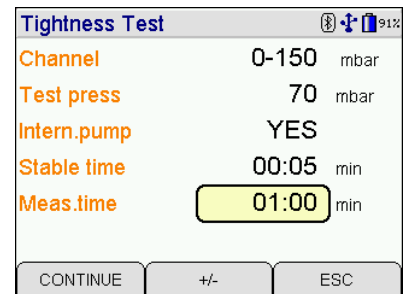 Tightness Test 91%
Channel 0-150 mbar
Test press 70 mbar
Intern.pump YES
Stable time 00:05 min
Meas.time 01:00 min
CONTINUE +/- ESC